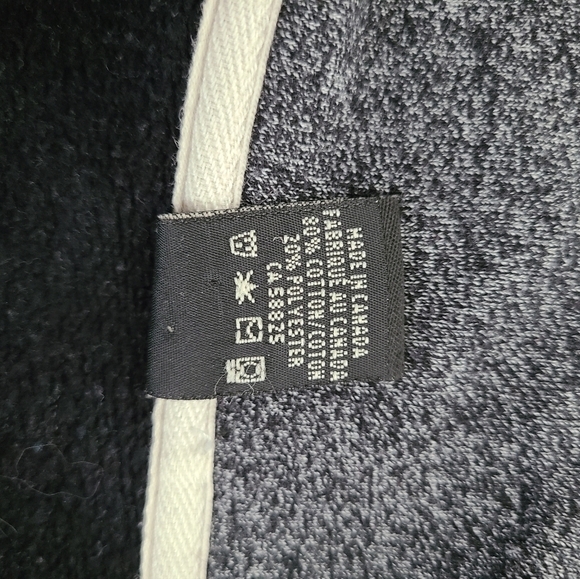 MADE IN CANADA
FABRIQUÉ AU CANADA
80% COTTON/COTON
20% POLYESTER
CA 58825